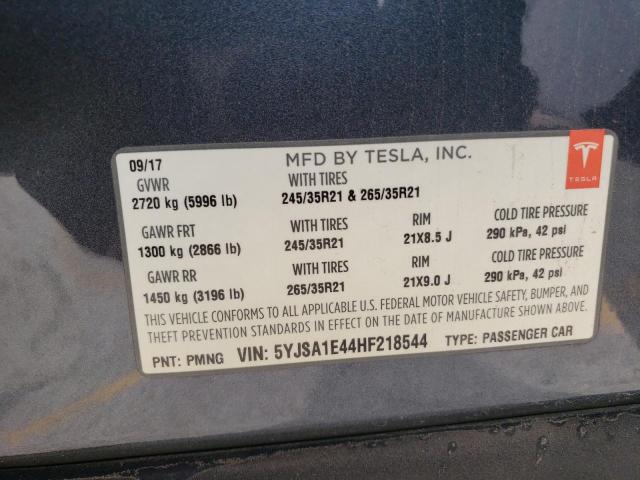 09/17 MFD BY TESLA, INC.
GVWR WITH TIRES
2720 kg (5996 lb) 245/35R21 & 265/35R21
GAWR FRT WITH TIRES RIM COLD TIRE PRESSURE
1300 kg (2866 lb) 245/35R21 21X8.5 J 290 kPa, 42 psi
GAWR RR WITH TIRES RIM COLD TIRE PRESSURE
1450 kg (3196 lb) 265/35R21 21X9.0 J 290 kPa, 42 psi
THIS VEHICLE CONFORMS TO ALL APPLICABLE U.S. FEDERAL MOTOR VEHICLE SAFETY, BUMPER, AND
THEFT PREVENTION STANDARDS IN EFFECT ON THE DATE OF MANUFACTURE SHOWN ABOVE.
PNT: PMNG VIN: 5YJSA1E44HF218544 TYPE: PASSENGER CAR
TESLA